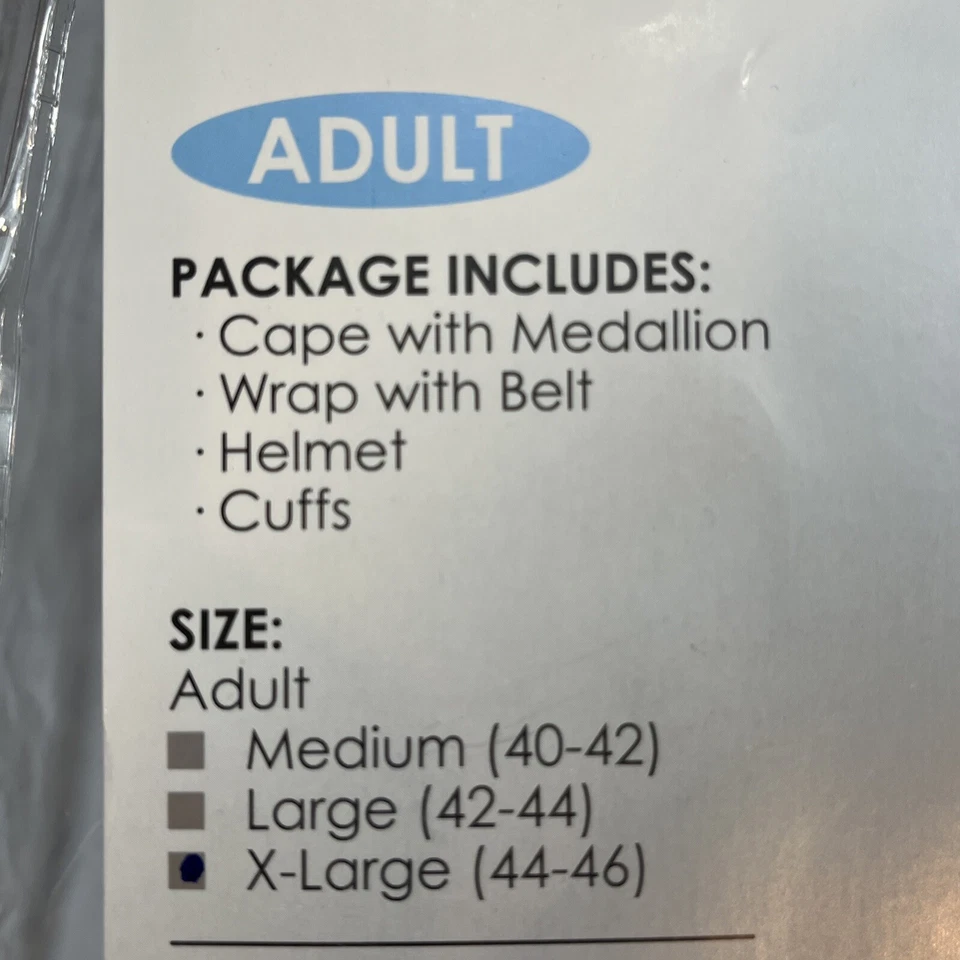 ADULT
PACKAGE INCLUDES:
· Cape with Medallion
· Wrap with Belt
· Helmet
· Cuffs
SIZE:
Adult
Medium (40-42)
Large (42-44)
X-Large (44-46)